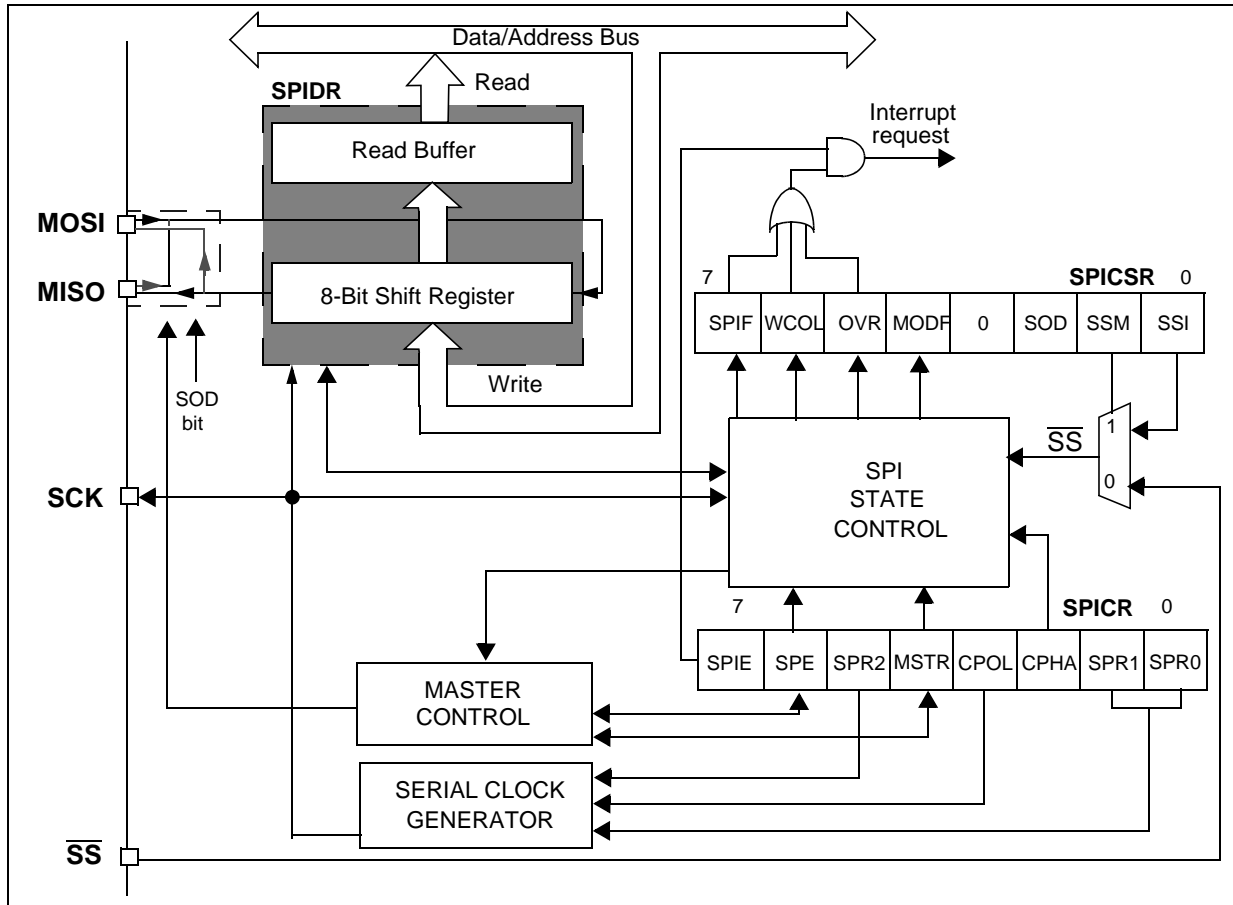 Data/Address Bus
SPIDR
Read
Read Buffer
Interrupt
request
MOSI
MISO
8-Bit Shift Register
7
SPICSR
0
SPIF
WCOL
OVR
MODF
0
SOD
SSM
SSI
Write
SOD
bit
SS
1
0
SCK
SPI
STATE
CONTROL
7
SPICR
0
SPIE
SPE
SPR2
MSTR
CPOL
CPHA
SPR1
SPR0
MASTER
CONTROL
SERIAL CLOCK
GENERATOR
SS